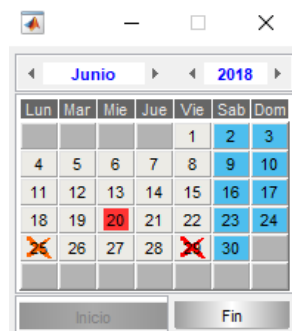 Junio 2018
Lun Mar Mie Jue Vie Sab Dom
1 2 3
4 5 6 7 8 9 10
11 12 13 14 15 16 17
18 19 20 21 22 23 24
25 26 27 28 29 30
Inicio Fin